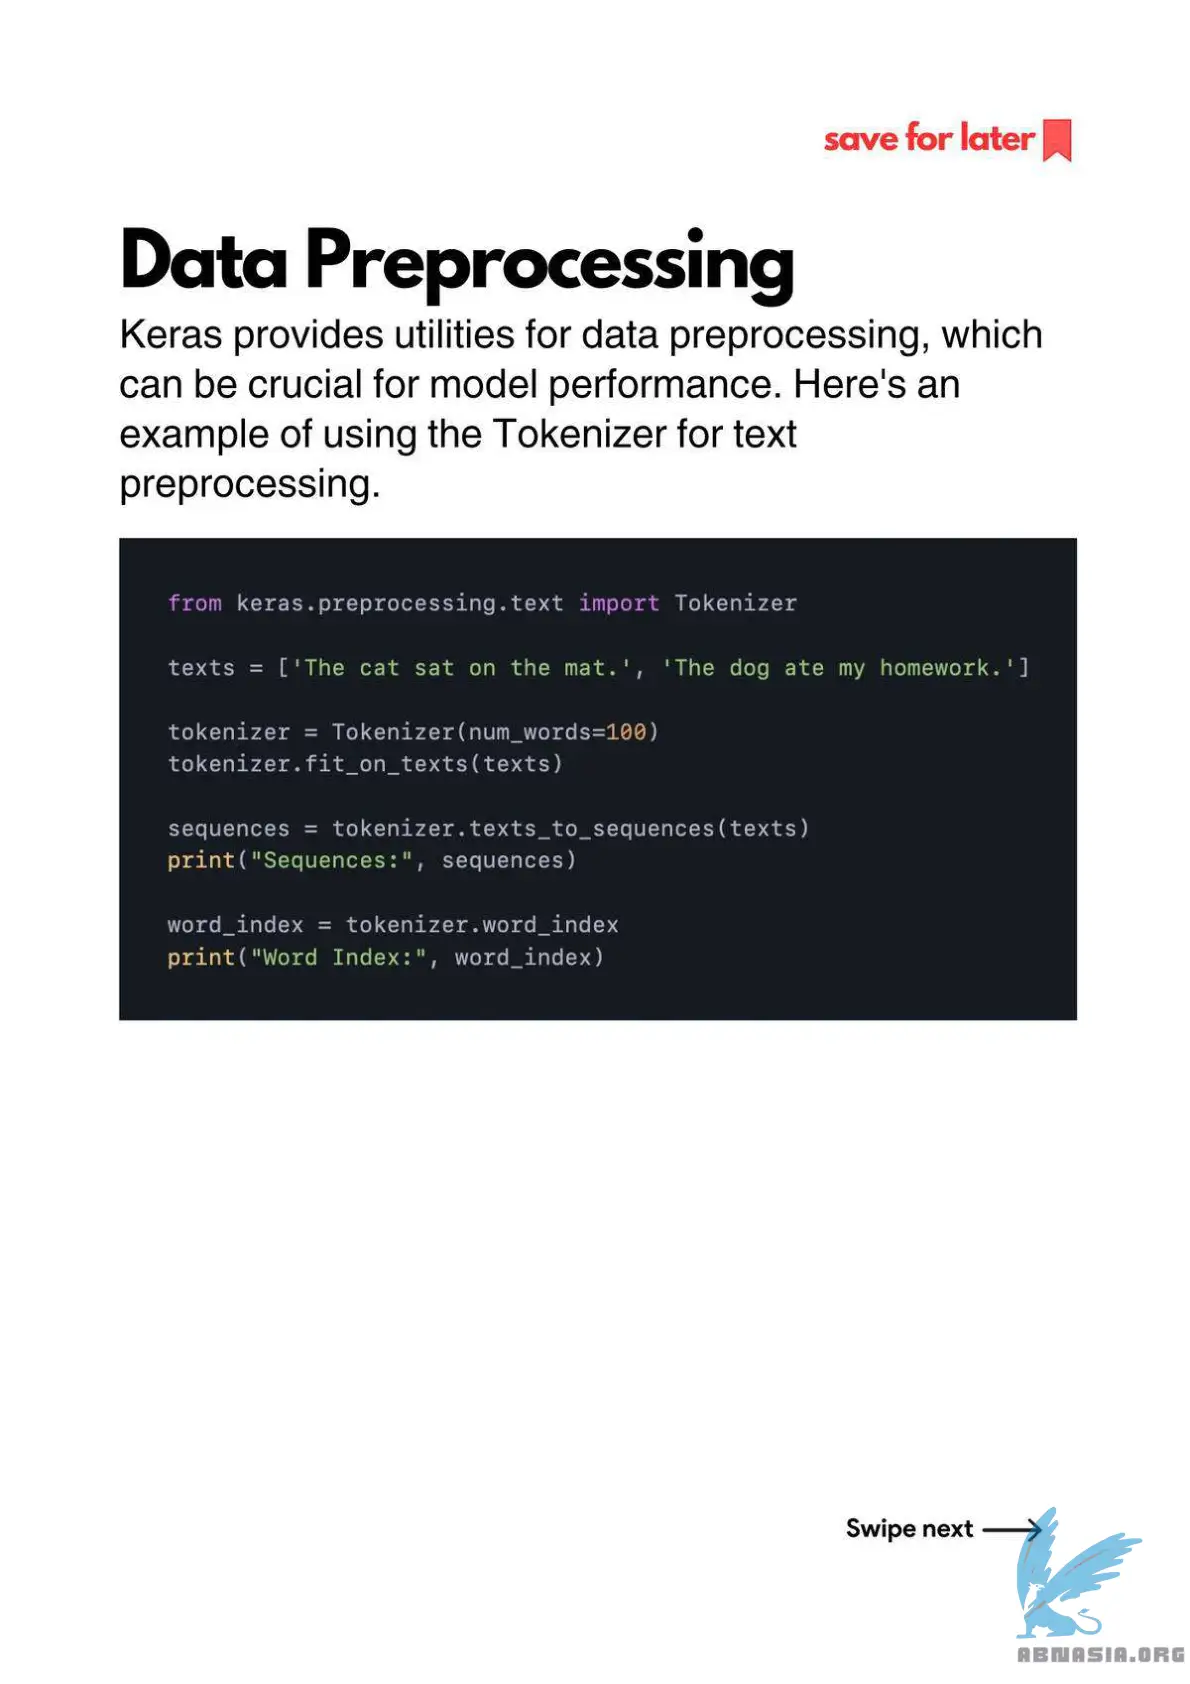 save for later
Data Preprocessing
Keras provides utilities for data preprocessing, which
can be crucial for model performance. Here's an
example of using the Tokenizer for text
preprocessing.
from keras.preprocessing.text import Tokenizer
texts = ['The cat sat on the mat.', 'The dog ate my homework.']
tokenizer = Tokenizer(num_words=100)
tokenizer.fit_on_texts(texts)
sequences = tokenizer.texts_to_sequences(texts)
print("Sequences:", sequences)
word_index = tokenizer.word_index
print("Word Index:", word_index)
Swipe next
ABNASIA.ORG